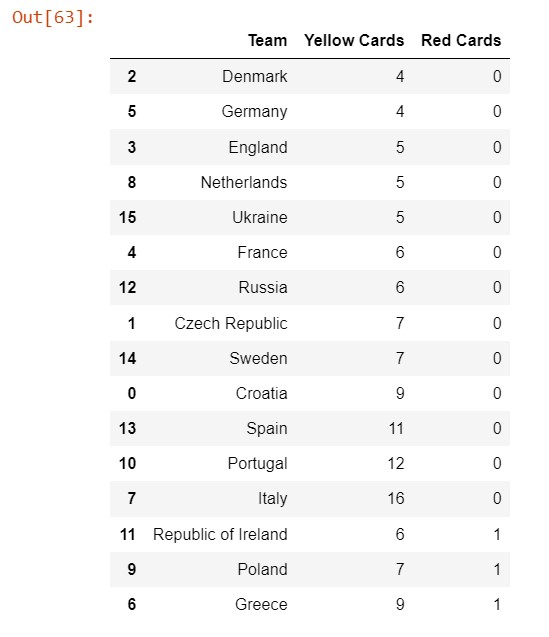 Out[63]:
Team Yellow Cards Red Cards
2 Denmark 4 0
5 Germany 4 0
3 England 5 0
8 Netherlands 5 0
15 Ukraine 5 0
4 France 6 0
12 Russia 6 0
1 Czech Republic 7 0
14 Sweden 7 0
0 Croatia 9 0
13 Spain 11 0
10 Portugal 12 0
7 Italy 16 0
11 Republic of Ireland 6 1
9 Poland 7 1
6 Greece 9 1